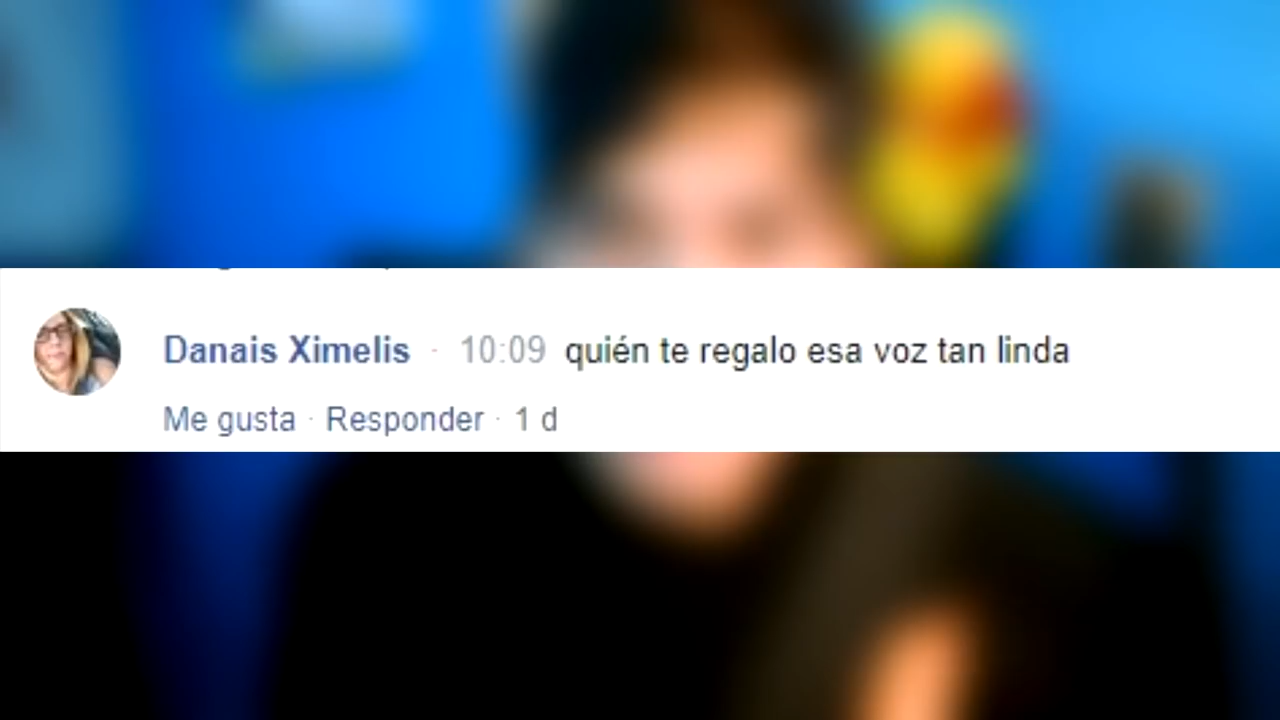 Danais Ximelis · 10:09 quién te regalo esa voz tan linda
Me gusta · Responder · 1 d